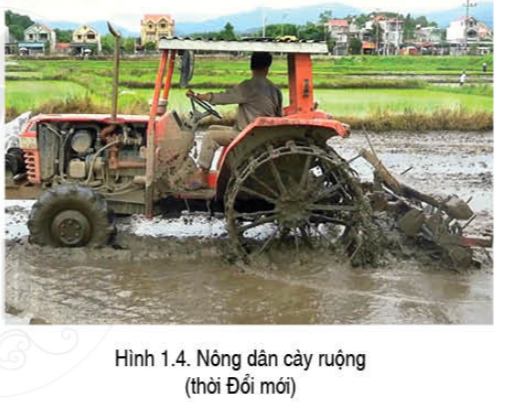 Hình 1.4. Nông dân cày ruộng
(thời Đổi mới)